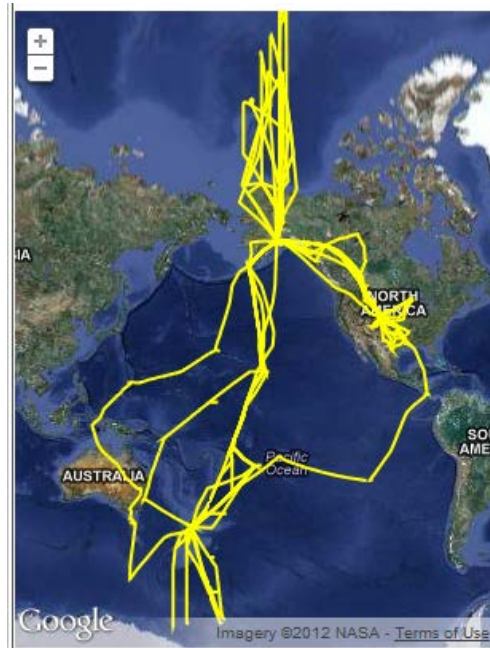 +
−
IA
NORTH
AMERICA
SO
AME
AUSTRALIA
Pacific
Ocean
Google
Imagery ©2012 NASA - Terms of Use